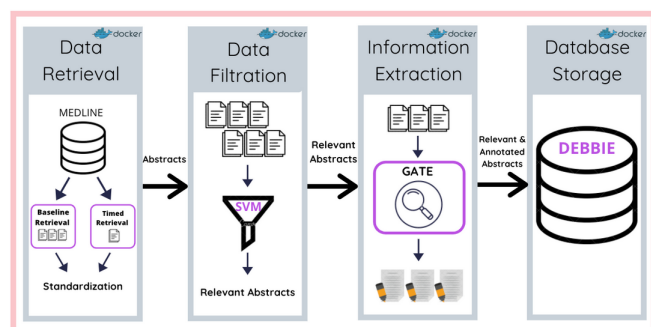 docker
Data
Retrieval
MEDLINE
Baseline
Retrieval
Timed
Retrieval
Standardization
Abstracts
docker
Data
Filtration
SVM
Relevant Abstracts
Relevant
Abstracts
docker
Information
Extraction
GATE
Relevant &
Annotated
Abstracts
docker
Database
Storage
DEBBIE